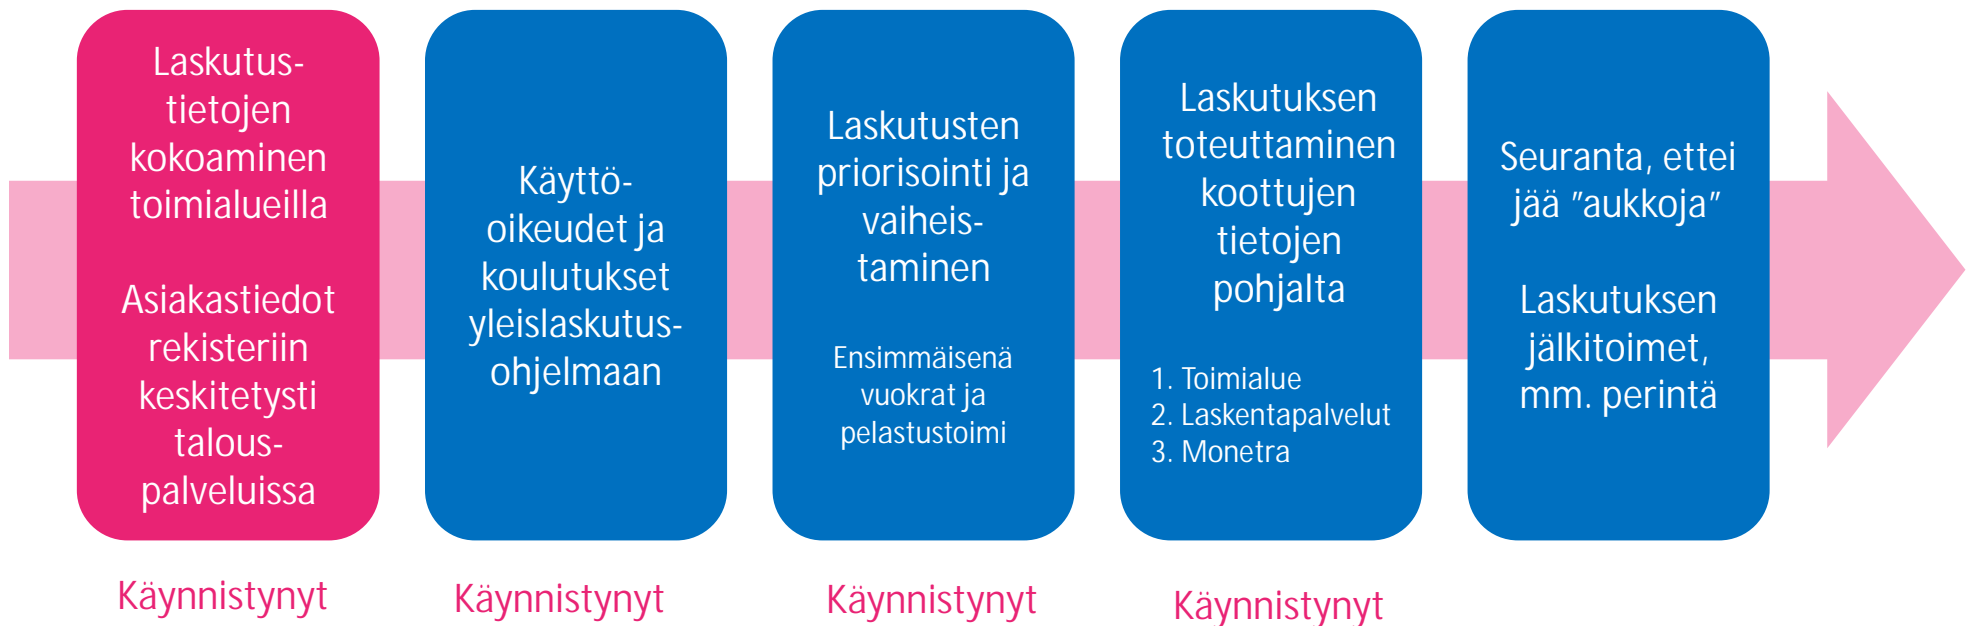 Laskutus-
tietojen
kokoaminen
toimialueilla
Asiakastiedot
rekisteriin
keskitetysti
talous-
palveluissa
Käyttö-
oikeudet ja
koulutukset
yleislaskutus-
ohjelmaan
Laskutusten
priorisointi ja
vaiheis-
taminen
Ensimmäisenä
vuokrat ja
pelastustoimi
Laskutuksen
toteuttaminen
koottujen
tietojen
pohjalta
1. Toimialue
2. Laskentapalvelut
3. Monetra
Seuranta, ettei
jää ”aukkoja”
Laskutuksen
jälkitoimet,
mm. perintä
Käynnistynyt
Käynnistynyt
Käynnistynyt
Käynnistynyt